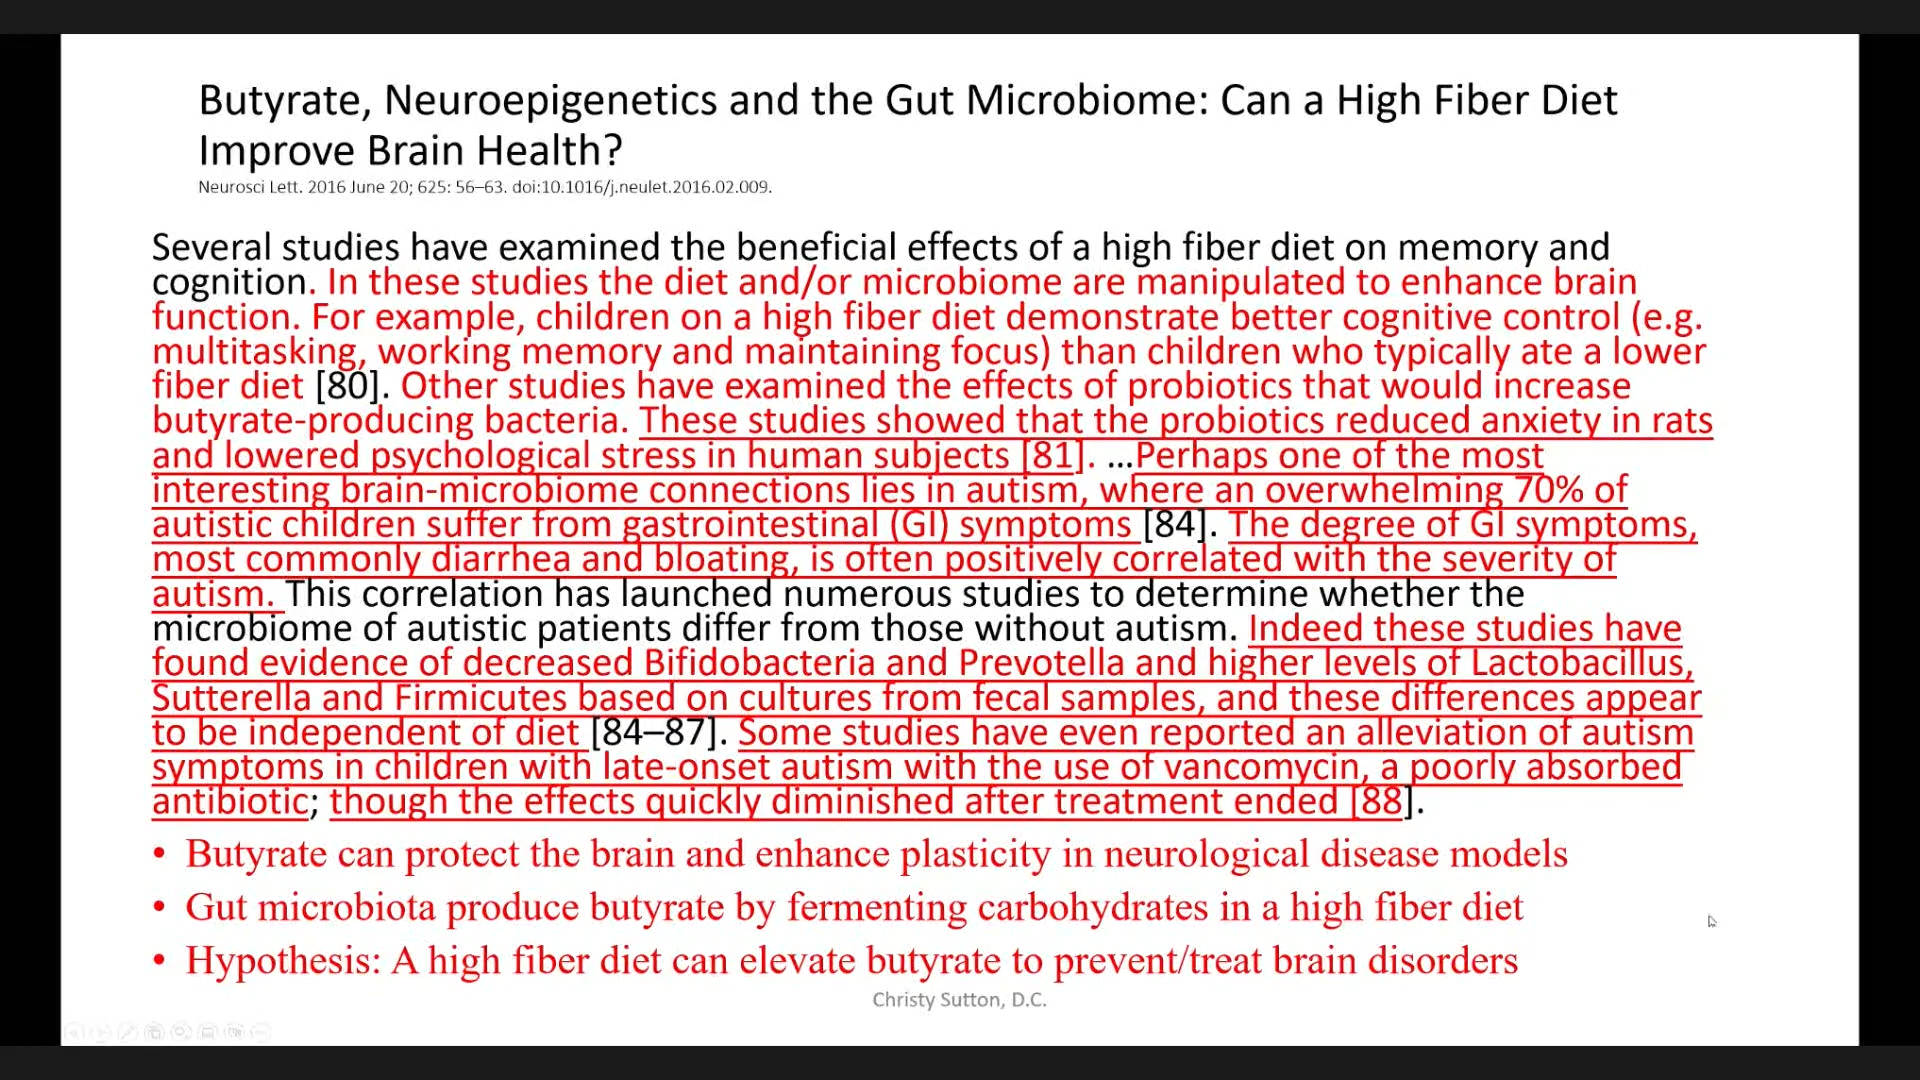 Butyrate, Neuroepigenetics and the Gut Microbiome: Can a High Fiber Diet
Improve Brain Health?
Neurosci Lett. 2016 June 20; 625: 56–63. doi:10.1016/j.neulet.2016.02.009.
Several studies have examined the beneficial effects of a high fiber diet on memory and
cognition. In these studies the diet and/or microbiome are manipulated to enhance brain
function. For example, children on a high fiber diet demonstrate better cognitive control (e.g.
multitasking, working memory and maintaining focus) than children who typically ate a lower
fiber diet [80]. Other studies have examined the effects of probiotics that would increase
butyrate-producing bacteria. These studies showed that the probiotics reduced anxiety in rats
and lowered psychological stress in human subjects [81]. …Perhaps one of the most
interesting brain-microbiome connections lies in autism, where an overwhelming 70% of
autistic children suffer from gastrointestinal (GI) symptoms [84]. The degree of GI symptoms,
most commonly diarrhea and bloating, is often positively correlated with the severity of
autism. This correlation has launched numerous studies to determine whether the
microbiome of autistic patients differ from those without autism. Indeed these studies have
found evidence of decreased Bifidobacteria and Prevotella and higher levels of Lactobacillus,
Sutterella and Firmicutes based on cultures from fecal samples, and these differences appear
to be independent of diet [84–87]. Some studies have even reported an alleviation of autism
symptoms in children with late-onset autism with the use of vancomycin, a poorly absorbed
antibiotic; though the effects quickly diminished after treatment ended [88].
• Butyrate can protect the brain and enhance plasticity in neurological disease models
• Gut microbiota produce butyrate by fermenting carbohydrates in a high fiber diet
• Hypothesis: A high fiber diet can elevate butyrate to prevent/treat brain disorders
Christy Sutton, D.C.